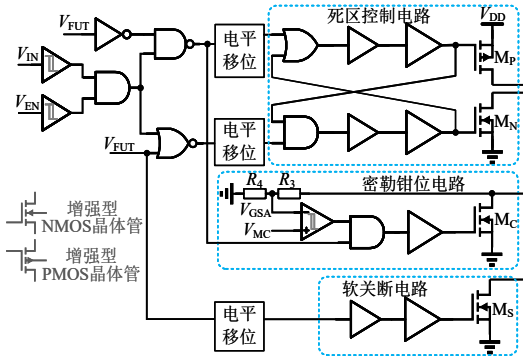 死区控制电路
V_DD
V_FUT
电平
移位
V_IN
M_P
V_EN
M_N
V_FUT
电平
移位
R_4
R_3
密勒钳位电路
V_GSA
V_MC
M_C
增强型
NMOS晶体管
增强型
PMOS晶体管
软关断电路
电平
移位
M_S